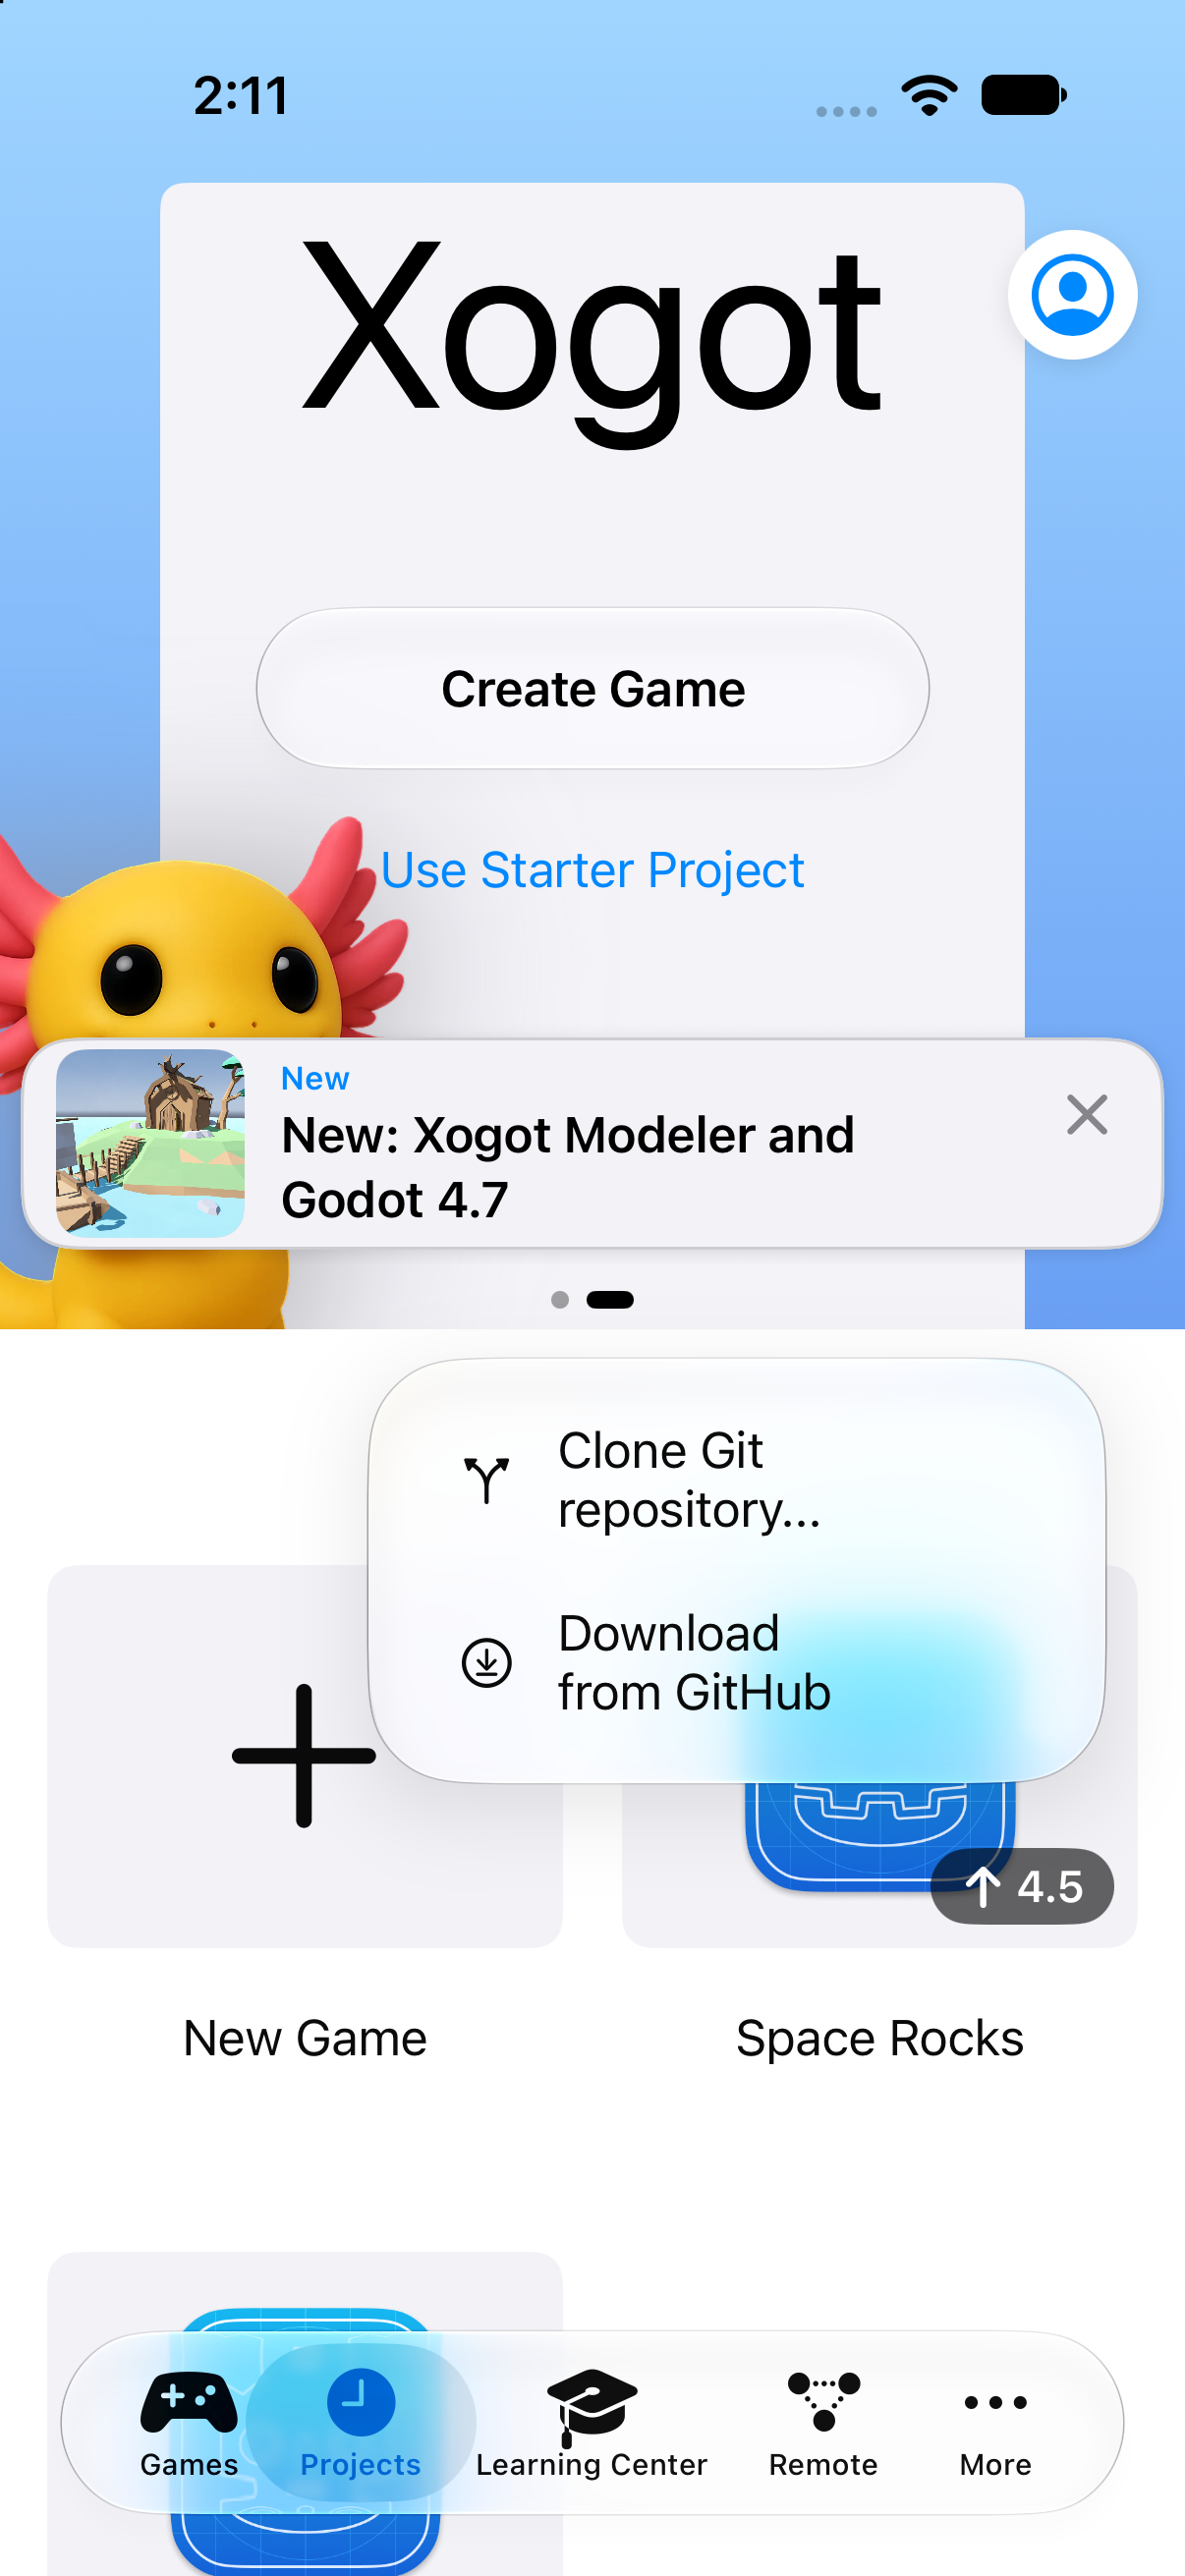 2:11
Xogot
Create Game
Use Starter Project
New
New: Xogot Modeler and
Godot 4.7
Clone Git
repository...
Download
from GitHub
4.5
New Game
Space Rocks
Games
Projects
Learning Center
Remote
More